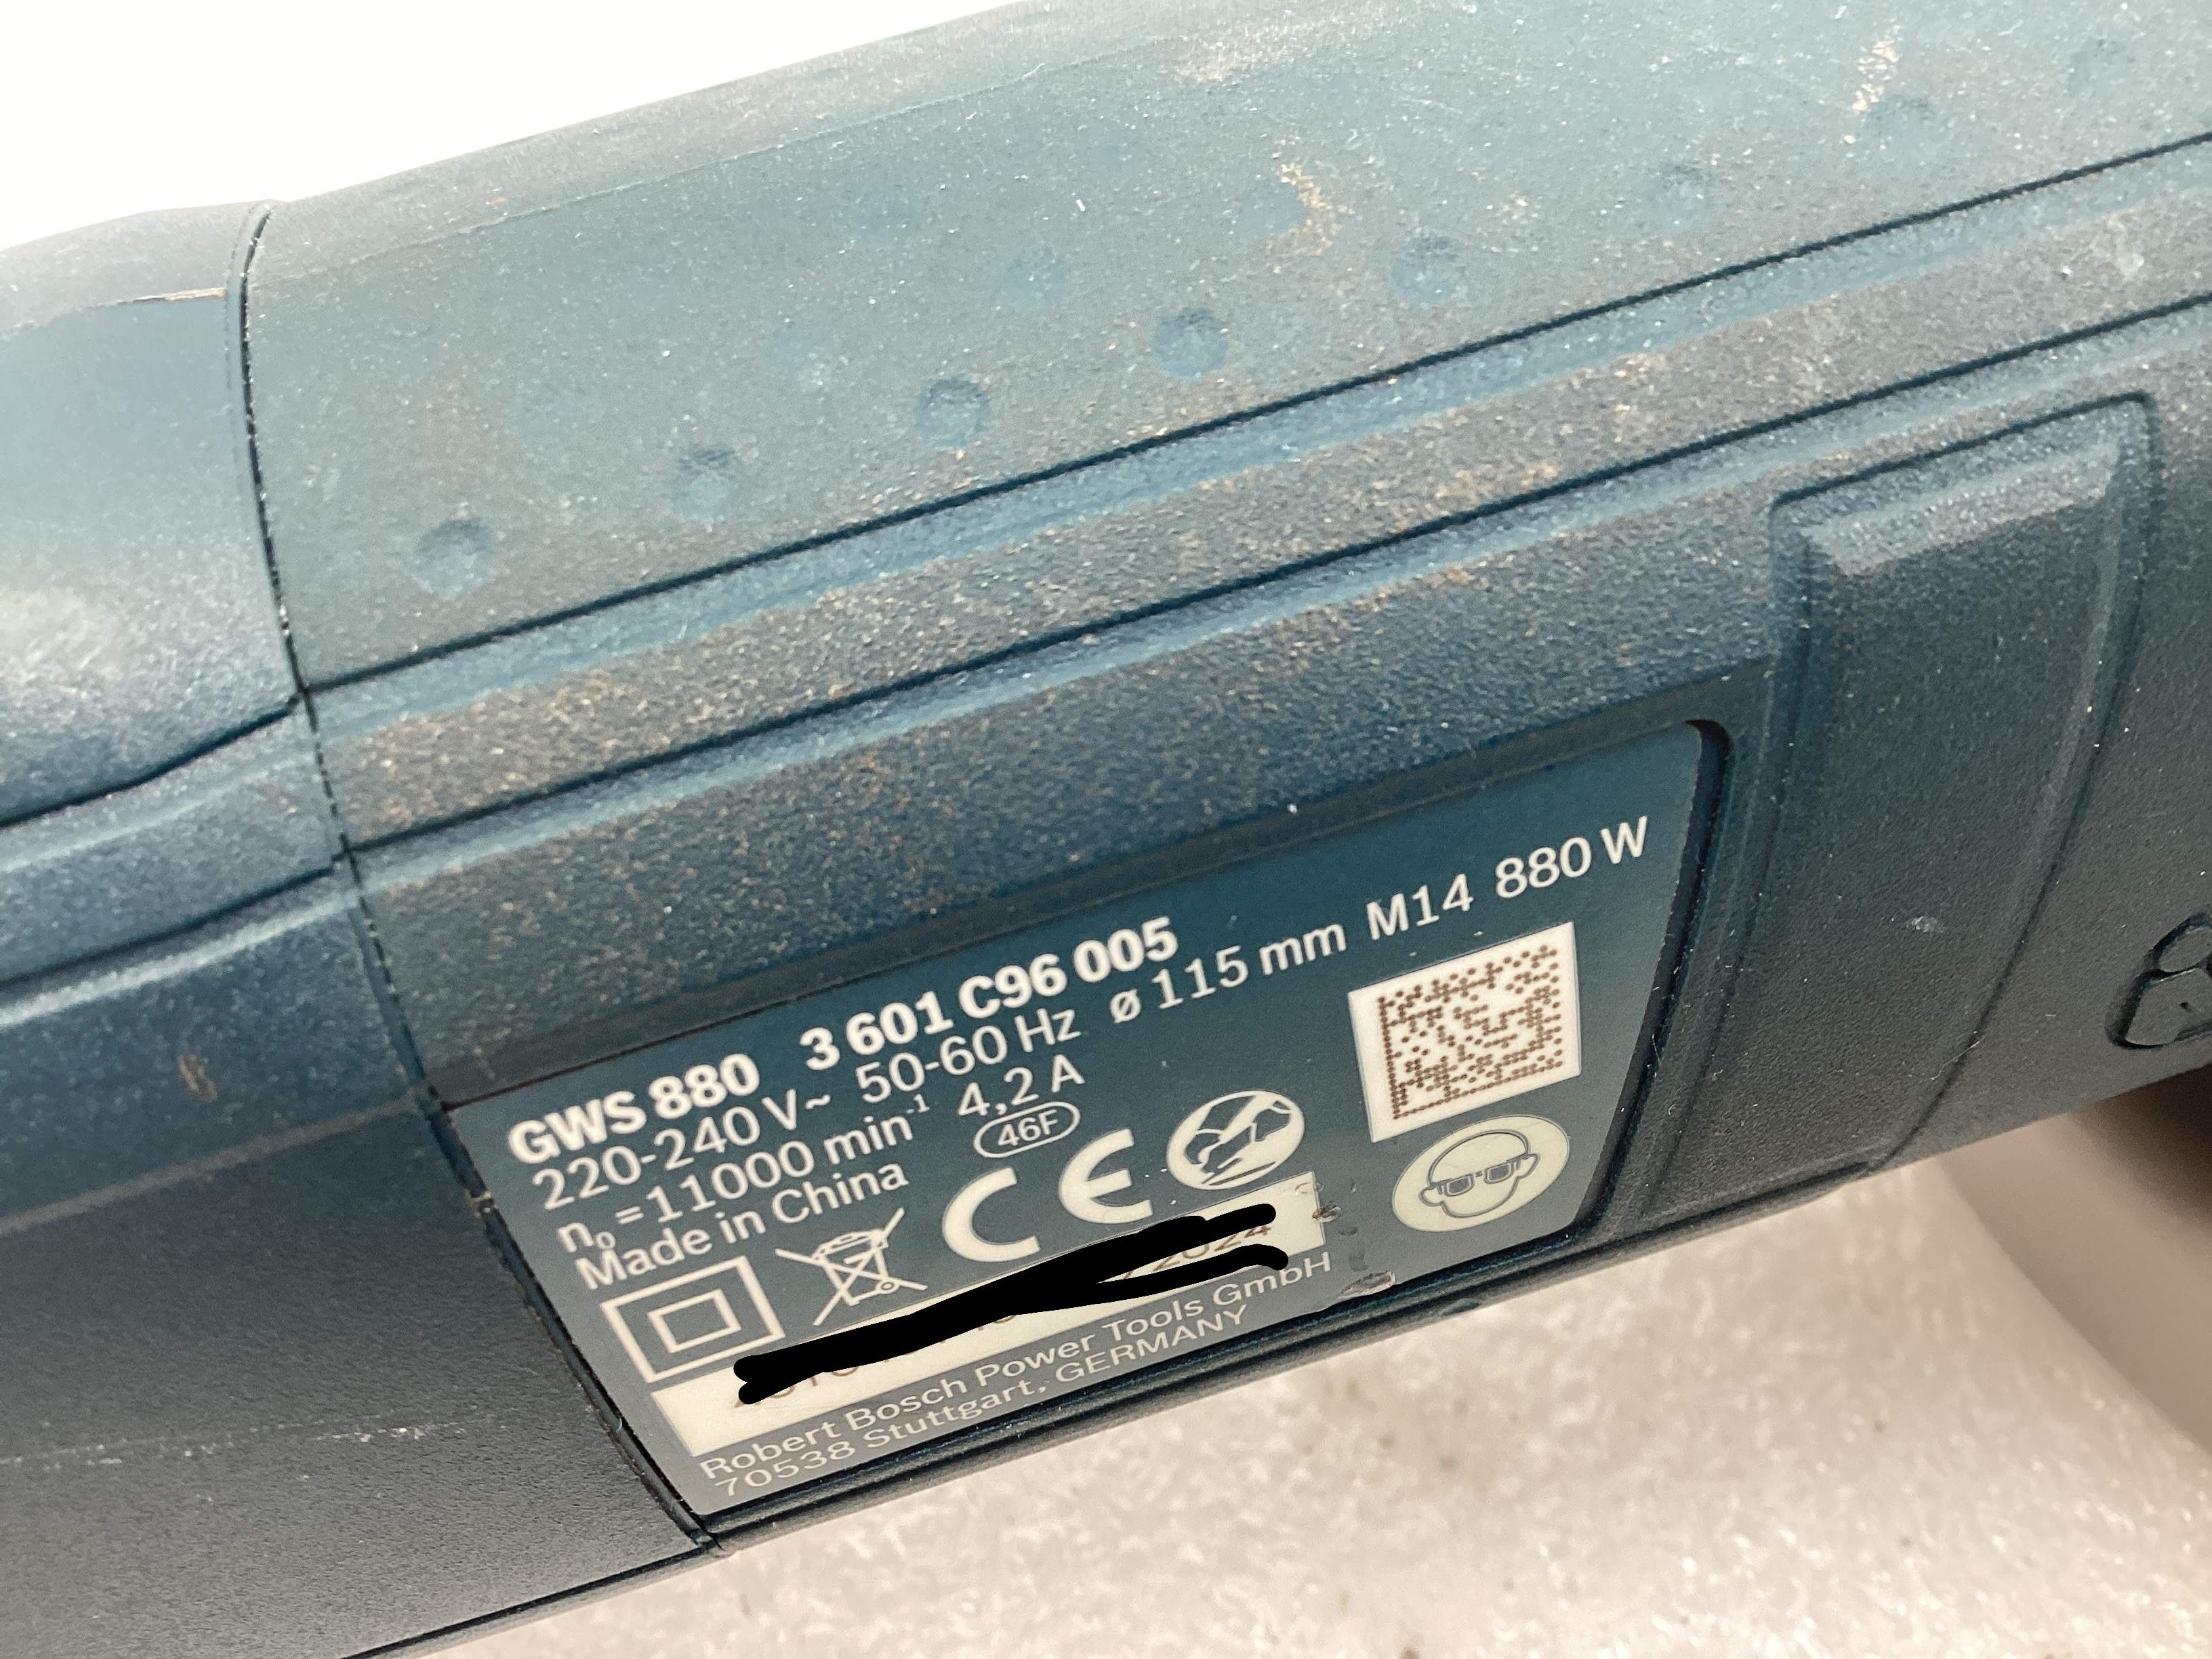 GWS 880 3 601 C96 005
220-240 V~ 50-60 Hz ø 115 mm M14 880 W
n₀ = 11000 min⁻¹ 4,2 A
Made in China 46F
CE
Robert Bosch Power Tools GmbH
70538 Stuttgart, GERMANY